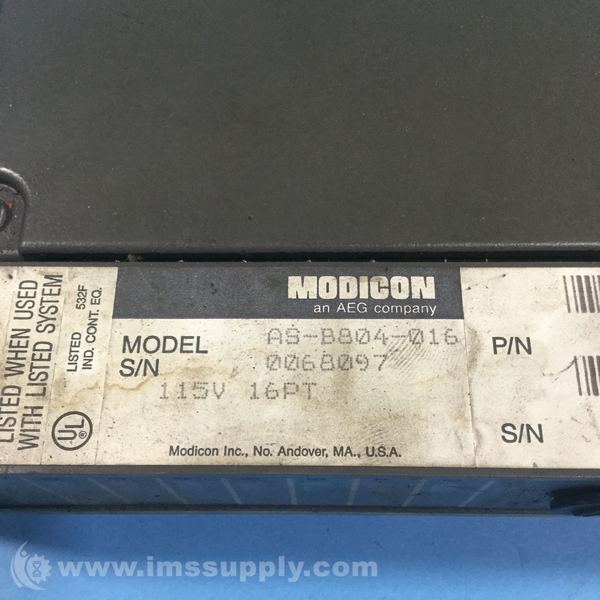 LISTED WHEN USED
WITH LISTED SYSTEM
LISTED 532F
IND. CONT. EQ.
UL
MODICON
an AEG company
MODEL AS-B804-016
S/N 0068097
115V 16PT
Modicon Inc., No. Andover, MA., U.S.A.
P/N
S/N
www.imssupply.com